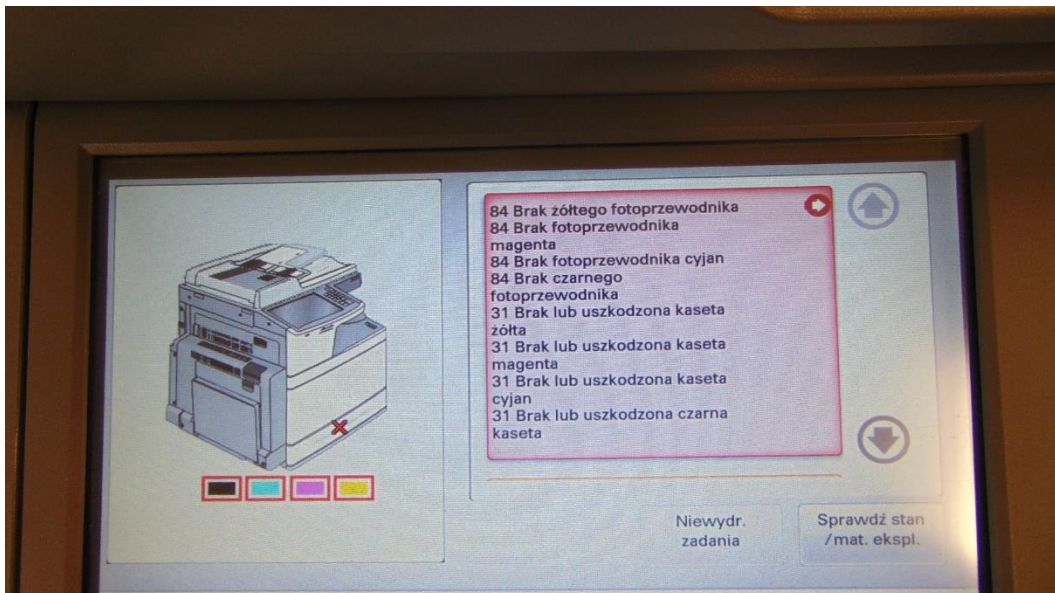 84 Brak żółtego fotoprzewodnika
84 Brak fotoprzewodnika
magenta
84 Brak fotoprzewodnika cyjan
84 Brak czarnego
fotoprzewodnika
31 Brak lub uszkodzona kaseta
żółta
31 Brak lub uszkodzona kaseta
magenta
31 Brak lub uszkodzona kaseta
cyjan
31 Brak lub uszkodzona czarna
kaseta
Niewydr.
zadania
Sprawdź stan
/mat. ekspl.